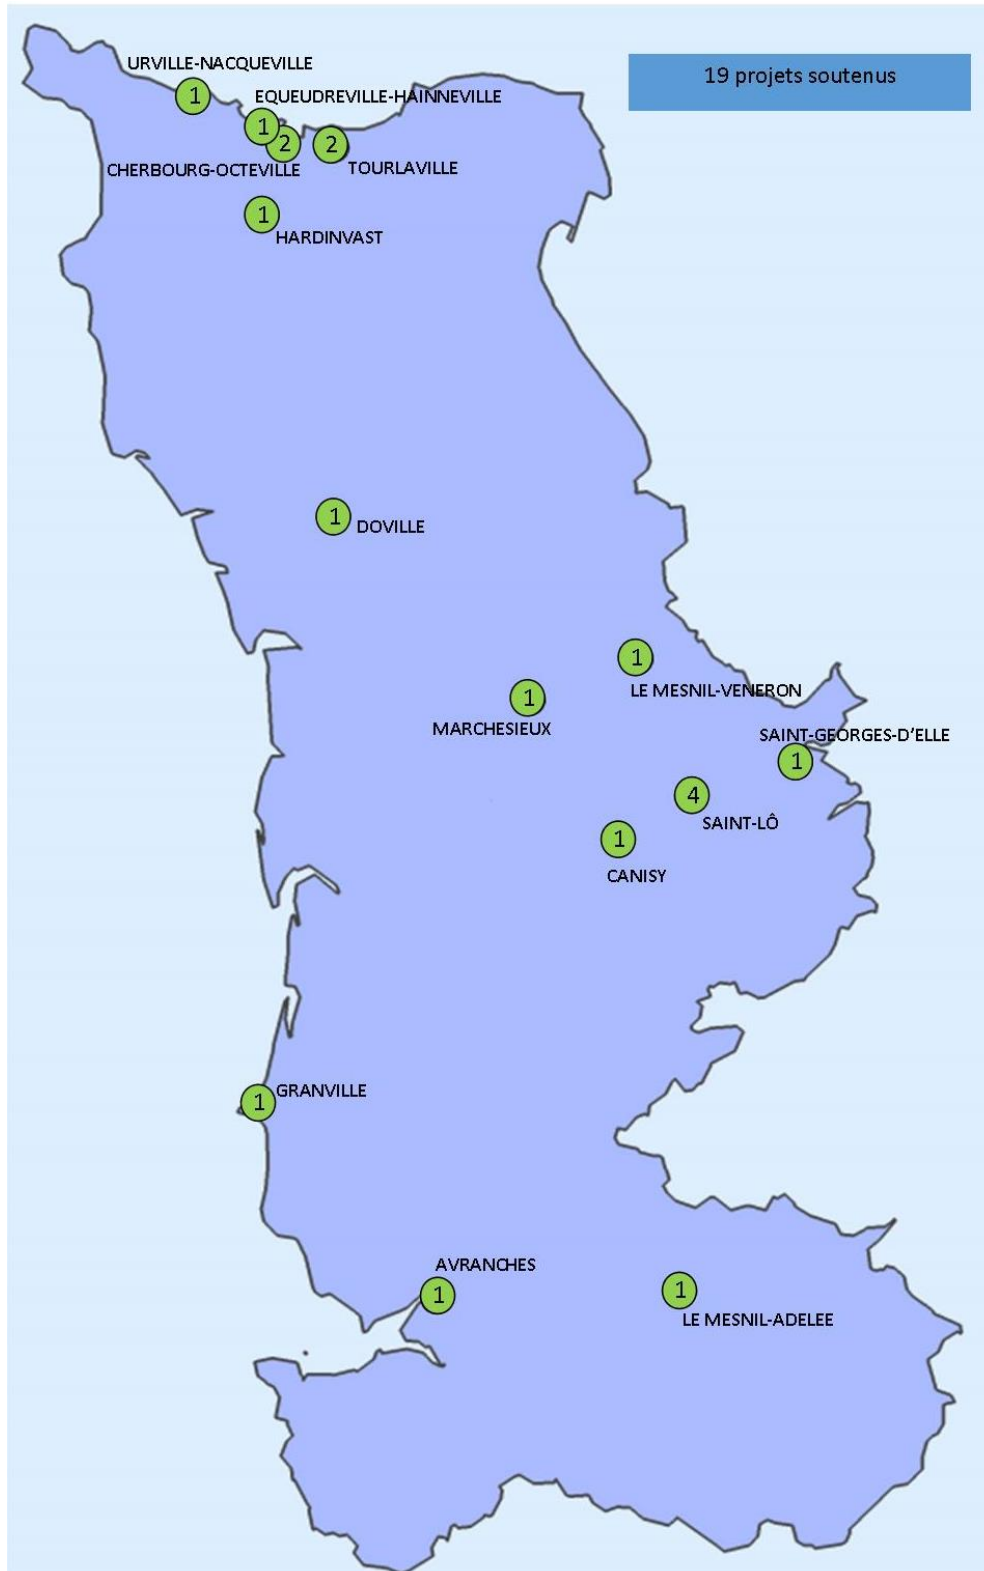 19 projets soutenus
URVILLE-NACQUEVILLE
1
EQUEUDREVILLE-HAINNEVILLE
1
2
CHERBOURG-OCTEVILLE
2
TOURLAVILLE
1
HARDINVAST
1
DOVILLE
1
LE MESNIL-VENERON
1
MARCHESIEUX
SAINT-GEORGES-D'ELLE
1
4
SAINT-LÔ
1
CANISY
1
GRANVILLE
AVRANCHES
1
1
LE MESNIL-ADELEE